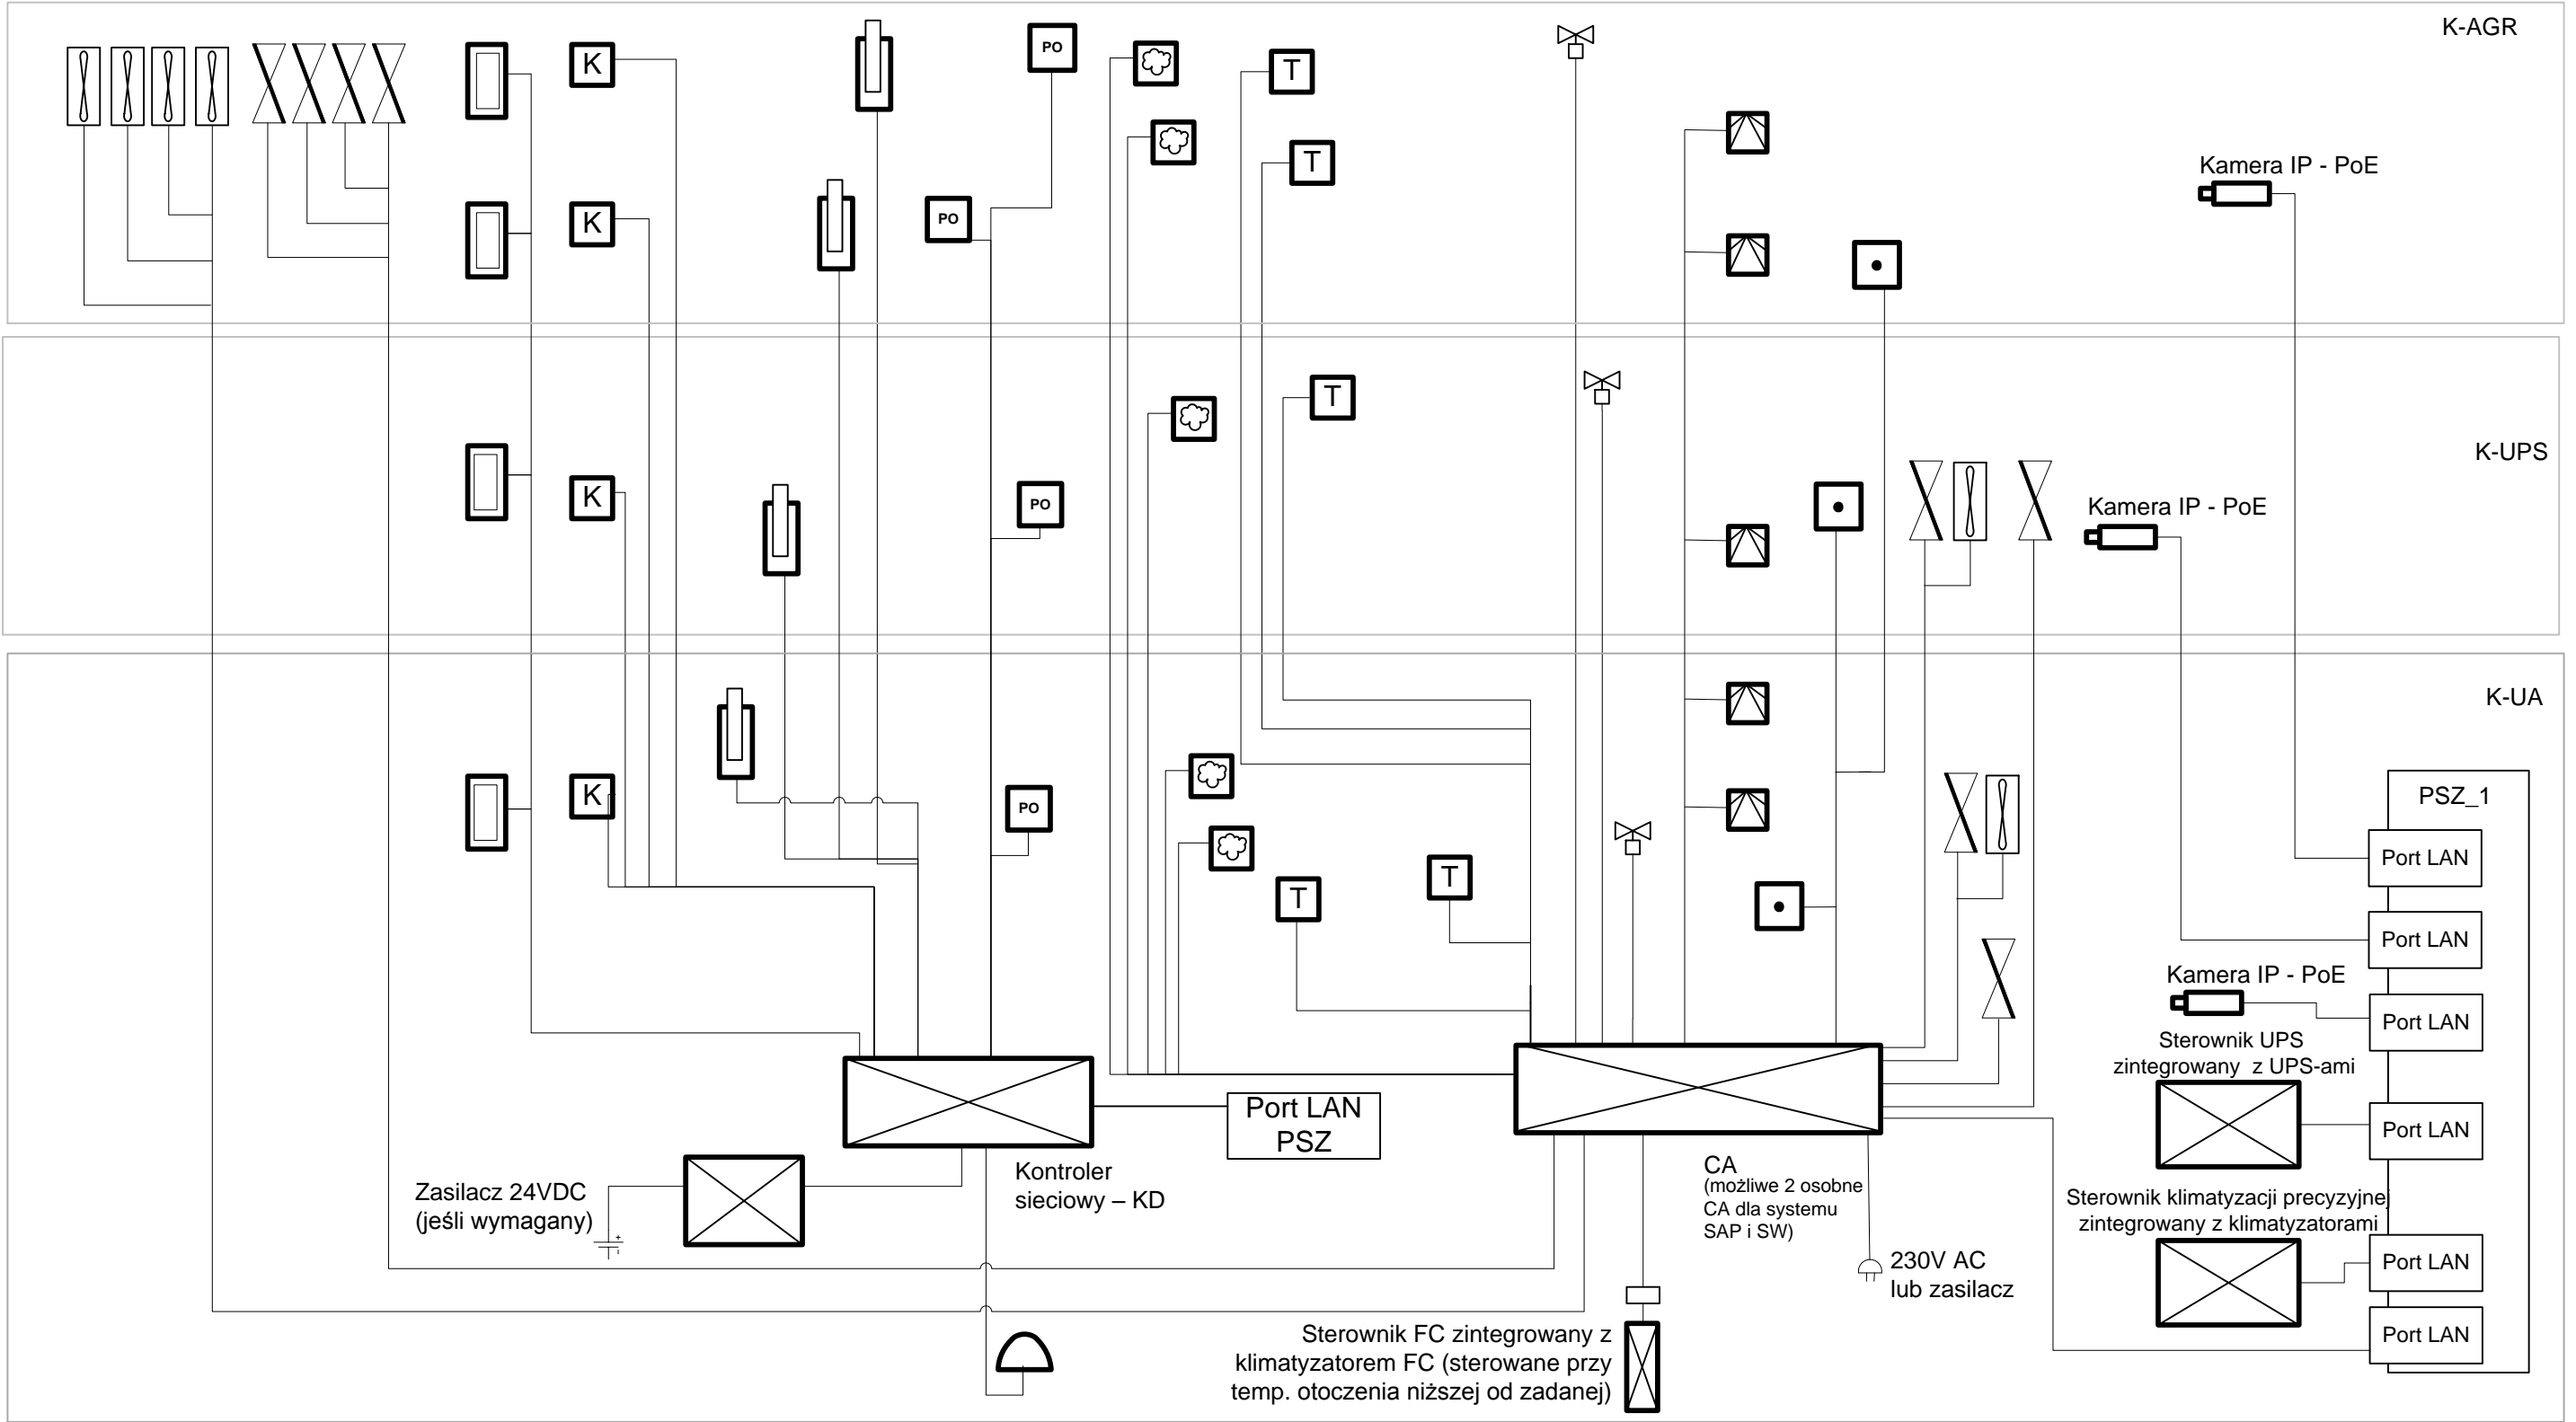 K-AGR
K
PO
T
T
Kamera IP - PoE
K
PO
K-UPS
T
K
PO
Kamera IP - PoE
K-UA
K
PO
T
T
PSZ_1
Port LAN
Port LAN
Kamera IP - PoE
Port LAN
Sterownik UPS
zintegrowany z UPS-ami
Port LAN
Sterownik klimatyzacji precyzyjnej
zintegrowany z klimatyzatorami
Port LAN
Port LAN
Port LAN
PSZ
Kontroler
sieciowy – KD
Zasilacz 24VDC
(jeśli wymagany)
+
CA
(możliwe 2 osobne
CA dla systemu
SAP i SW)
230V AC
lub zasilacz
Sterownik FC zintegrowany z
klimatyzatorem FC (sterowane przy
temp. otoczenia niższej od zadanej)